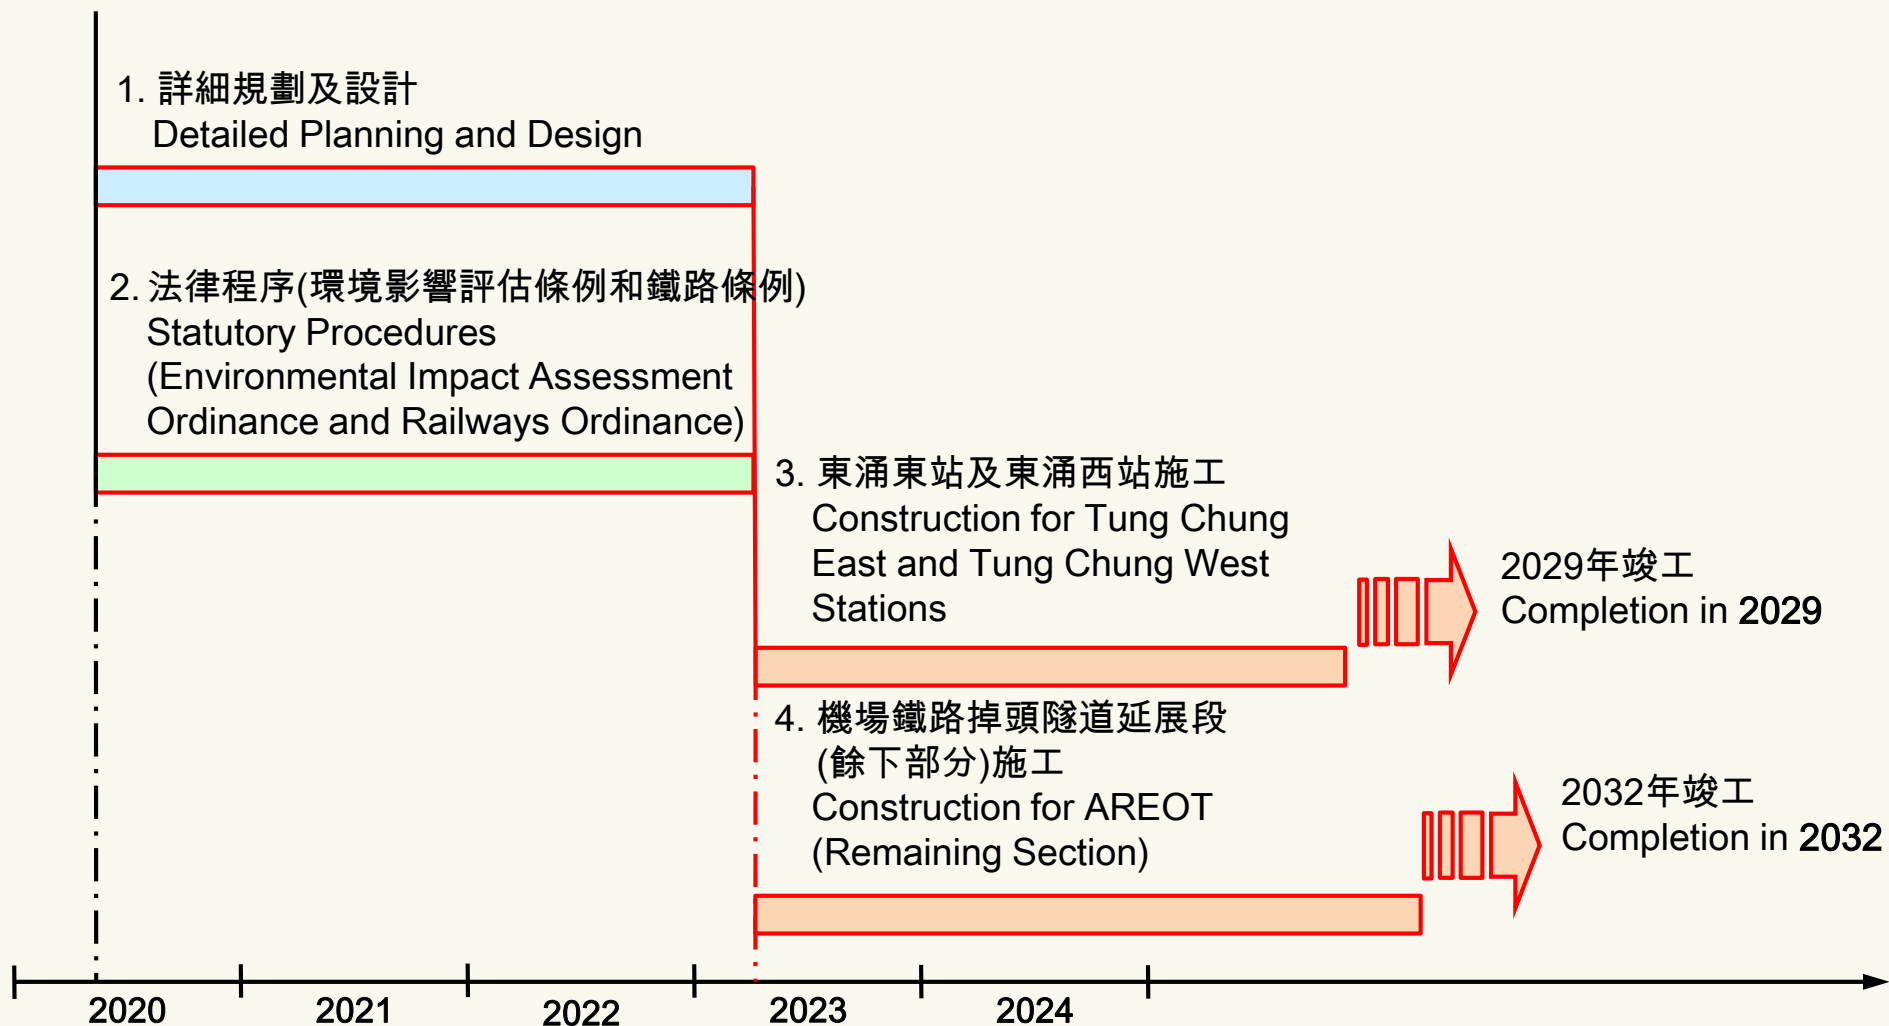 1. 詳細規劃及設計
Detailed Planning and Design
2. 法律程序(環境影響評估條例和鐵路條例)
Statutory Procedures
(Environmental Impact Assessment
Ordinance and Railways Ordinance)
3. 東涌東站及東涌西站施工
Construction for Tung Chung
East and Tung Chung West
Stations
2029年竣工
Completion in 2029
4. 機場鐵路掉頭隧道延展段
(餘下部分)施工
Construction for AREOT
(Remaining Section)
2032年竣工
Completion in 2032
2020
2021
2022
2023
2024